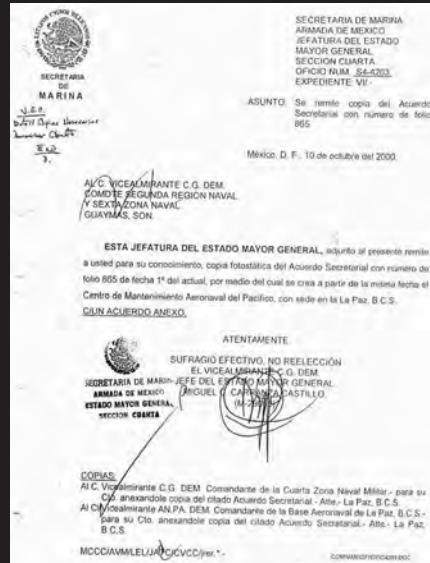 SECRETARIA DE MARINA
ARMADA DE MEXICO
JEFATURA DEL ESTADO
MAYOR GENERAL
SECCION CUARTA
OFICIO NUM. S4-4203
EXPEDIENTE VI/-
SECRETARIA
DE
MARINA
ASUNTO: Se remite copia del Acuerdo
Secretarial con número de folio
865.
México, D. F., 10 de octubre del 2000.
AL C. VICEALMIRANTE C.G. DEM.
COMDTE SEGUNDA REGION NAVAL
Y SEXTA ZONA NAVAL
GUAYMAS, SON.
ESTA JEFATURA DEL ESTADO MAYOR GENERAL, adjunto al presente remite
a usted para su conocimiento, copia fotostática del Acuerdo Secretarial con número de
folio 865 de fecha 1º del actual, por medio del cual se crea a partir de la misma fecha el
Centro de Mantenimiento Aeronaval del Pacífico, con sede en la La Paz, B.C.S.
C/UN ACUERDO ANEXO.
ATENTAMENTE.
SUFRAGIO EFECTIVO, NO REELECCIÓN
EL VICEALMIRANTE C.G. DEM.
JEFE DEL ESTADO MAYOR GENERAL
MIGUEL C. CARRANZA CASTILLO
SECRETARIA DE MARINA
ARMADA DE MEXICO
ESTADO MAYOR GENERAL
SECCION CUARTA
COPIAS:
Al C. Vicealmirante C.G. DEM. Comandante de la Cuarta Zona Naval Militar.- para su
Cto. anexandole copia del citado Acuerdo Secretarial.- Atte.- La Paz, B.C.S.
Al C. Vicealmirante AN.PA. DEM. Comandante de la Base Aeronaval de La Paz, B.C.S.-
para su Cto. anexandole copia del citado Acuerdo Secretarial.- Atte.- La Paz,
B.C.S.